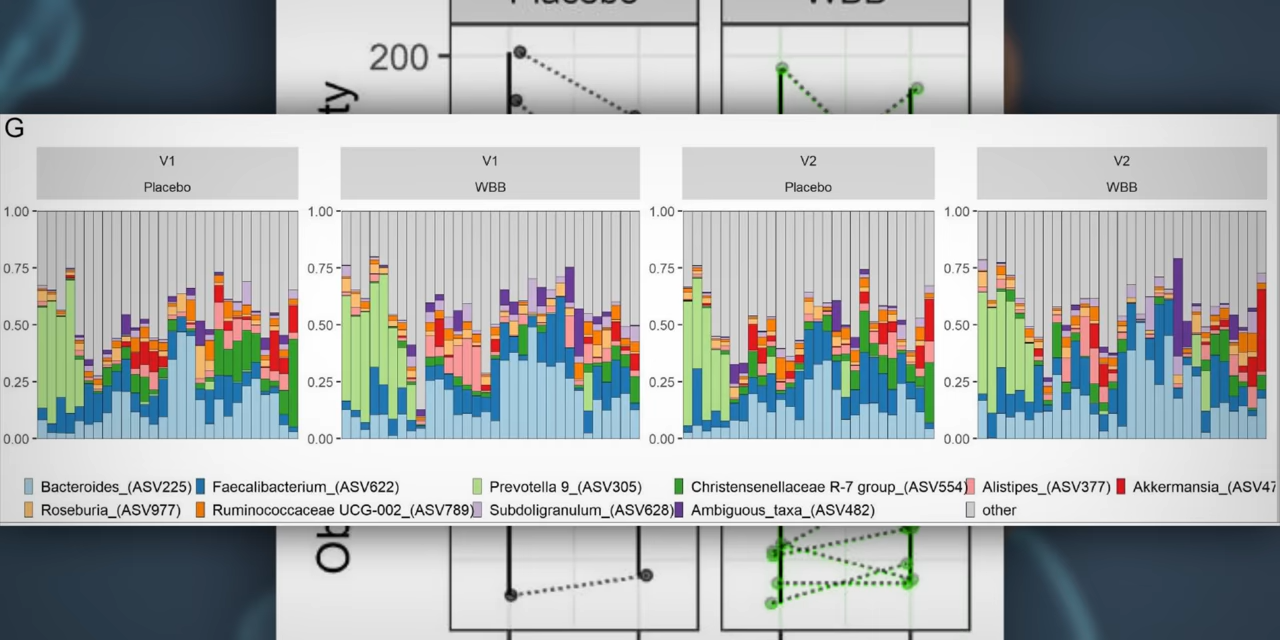 Placebo WBB
200
ty
G
V1 V1 V2 V2
Placebo WBB Placebo WBB
1.00 1.00 1.00 1.00
0.75 0.75 0.75 0.75
0.50 0.50 0.50 0.50
0.25 0.25 0.25 0.25
0.00 0.00 0.00 0.00
Bacteroides_(ASV225) Faecalibacterium_(ASV622) Prevotella 9_(ASV305) Christensenellaceae R-7 group_(ASV554) Alistipes_(ASV377) Akkermansia_(ASV47
Roseburia_(ASV977) Ruminococcaceae UCG-002_(ASV789) Subdoligranulum_(ASV628) Ambiguous_taxa_(ASV482) other
Ob